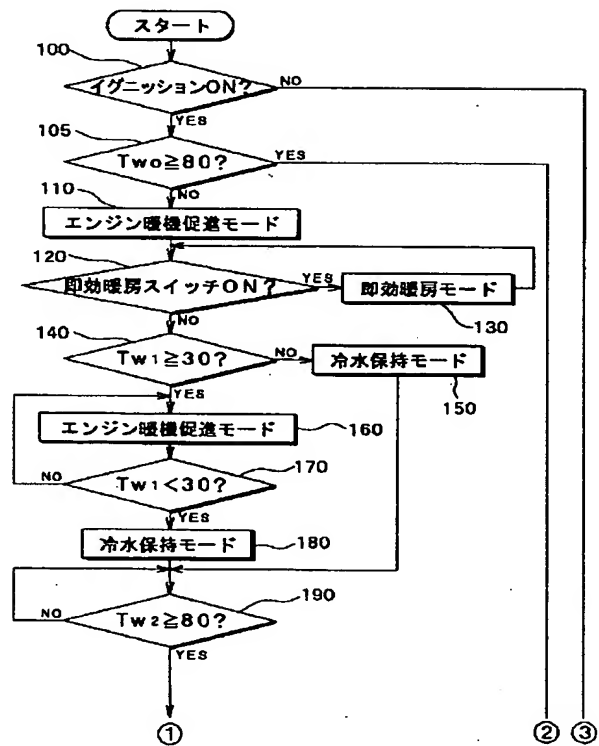 スタート
100
イグニッションON?
NO
YES
105
Two≧80?
YES
NO
110
エンジン暖機促進モード
120
即効暖房スイッチON?
YES
即効暖房モード
130
NO
140
Tw1≧30?
NO
冷水保持モード
150
YES
エンジン暖機促進モード
160
170
NO
Tw1<30?
YES
冷水保持モード
180
190
NO
Tw2≧80?
YES
①
②
③